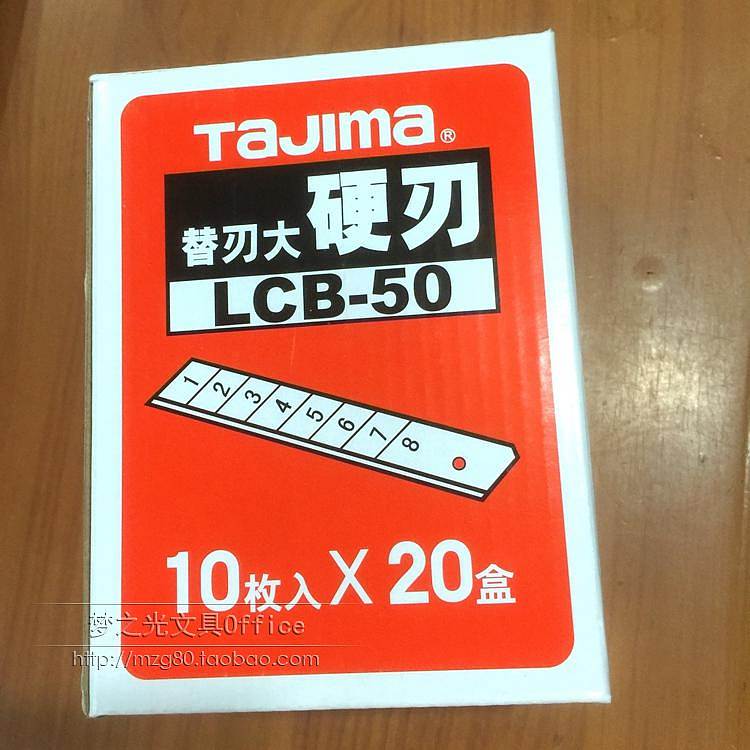 TaJIma®
替刃大 硬刃
LCB-50
1 2 3 4 5 6 7 8
10枚入 X 20盒
梦之光文具Office
http://mzg80.taobao.com